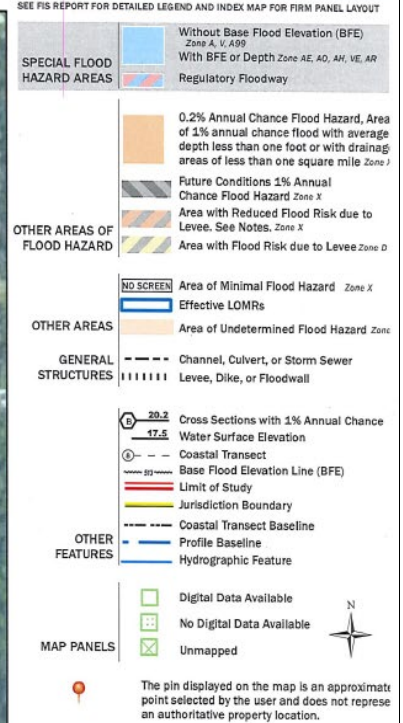 SEE FIS REPORT FOR DETAILED LEGEND AND INDEX MAP FOR FIRM PANEL LAYOUT
SPECIAL FLOOD
HAZARD AREAS
Without Base Flood Elevation (BFE)
Zone A, V, A99
With BFE or Depth Zone AE, AO, AH, VE, AR
Regulatory Floodway
OTHER AREAS OF
FLOOD HAZARD
0.2% Annual Chance Flood Hazard, Area
of 1% annual chance flood with average
depth less than one foot or with drainag
areas of less than one square mile Zone
Future Conditions 1% Annual
Chance Flood Hazard Zone X
Area with Reduced Flood Risk due to
Levee. See Notes. Zone X
Area with Flood Risk due to Levee Zone D
OTHER AREAS
NO SCREEN Area of Minimal Flood Hazard Zone X
Effective LOMRs
Area of Undetermined Flood Hazard Zone
GENERAL
STRUCTURES
Channel, Culvert, or Storm Sewer
Levee, Dike, or Floodwall
OTHER
FEATURES
B 20.2 Cross Sections with 1% Annual Chance
17.5 Water Surface Elevation
8 Coastal Transect
513 Base Flood Elevation Line (BFE)
Limit of Study
Jurisdiction Boundary
Coastal Transect Baseline
Profile Baseline
Hydrographic Feature
MAP PANELS
Digital Data Available
No Digital Data Available
Unmapped
N
The pin displayed on the map is an approximate
point selected by the user and does not represe
an authoritative property location.